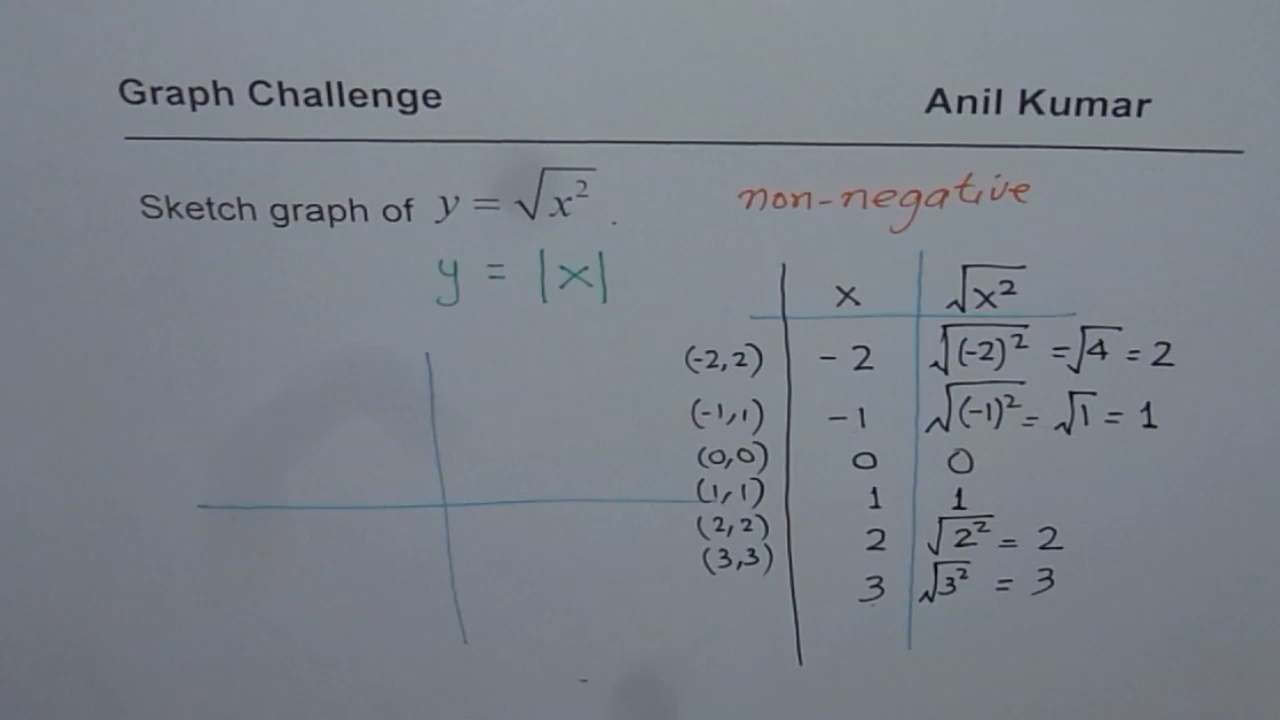 Graph Challenge Anil Kumar
Sketch graph of y = √x² .
non-negative
y = |x|
x √x²
(-2,2) -2 √(-2)² = √4 = 2
(-1,1) -1 √(-1)² = √1 = 1
(0,0) 0 0
(1,1) 1 1
(2,2) 2 √2² = 2
(3,3) 3 √3² = 3